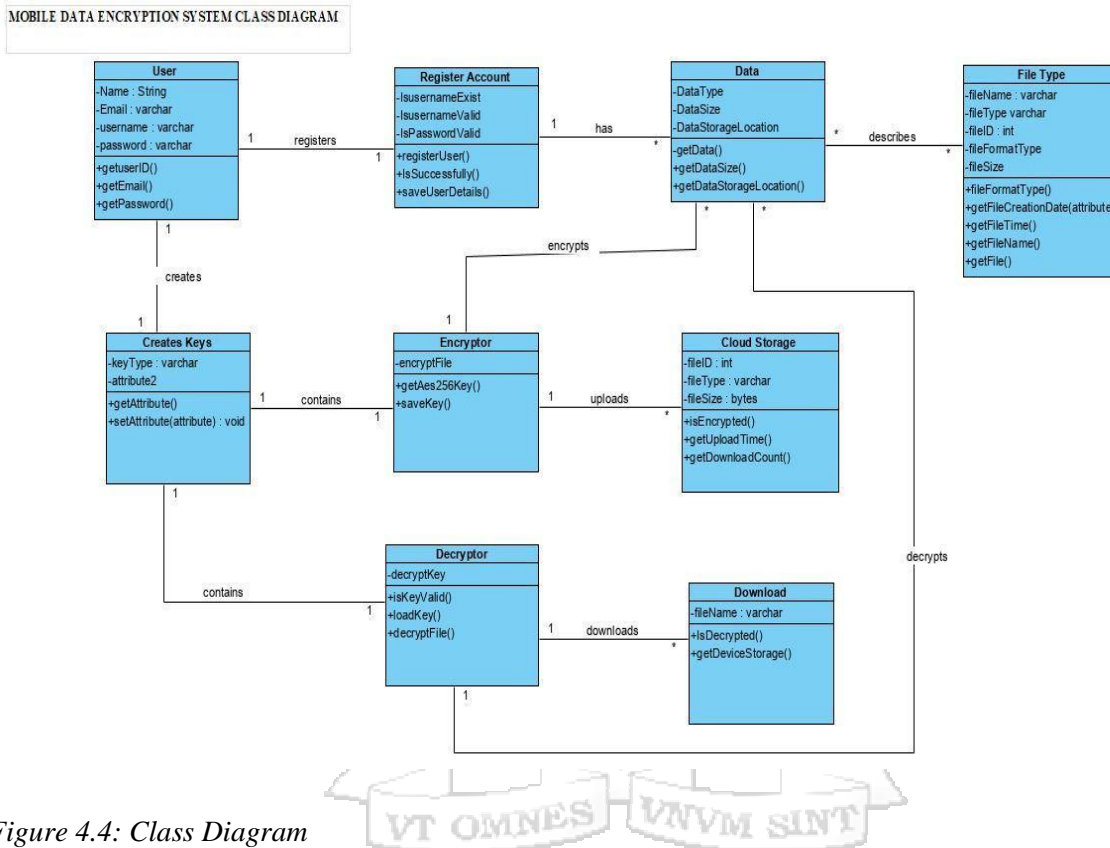 MOBILE DATA ENCRYPTION SYSTEM CLASS DIAGRAM
User
-Name : String
-Email : varchar
-username : varchar
-password : varchar
+getuserID()
+getEmail()
+getPassword()
1
registers
1
Register Account
-IsusernameExist
-IsusernameValid
-IsPasswordValid
+registerUser()
+IsSuccessfully()
+saveUserDetails()
1
has
*
Data
-DataType
-DataSize
-DataStorageLocation
-getData()
+getDataSize()
+getDataStorageLocation()
*
describes
*
File Type
-fileName : varchar
-fileType varchar
-fileID : int
-fileFormatType
-fileSize
+fileFormatType()
+getFileCreationDate(attribute
+getFileTime()
+getFileName()
+getFile()
1
creates
1
*
encrypts
1
*
decrypts
1
Creates Keys
-keyType : varchar
-attribute2
+getAttribute()
+setAttribute(attribute) : void
1
contains
1
Encryptor
-encryptFile
+getAes256Key()
+saveKey()
1
uploads
*
Cloud Storage
-fileID : int
-fileType : varchar
-fileSize : bytes
+isEncrypted()
+getUploadTime()
+getDownloadCount()
1
contains
1
Decryptor
-decryptKey
+isKeyValid()
+loadKey()
+decryptFile()
1
downloads
*
Download
-fileName : varchar
+IsDecrypted()
+getDeviceStorage()
VT OMNES VNVM SINT
Figure 4.4: Class Diagram